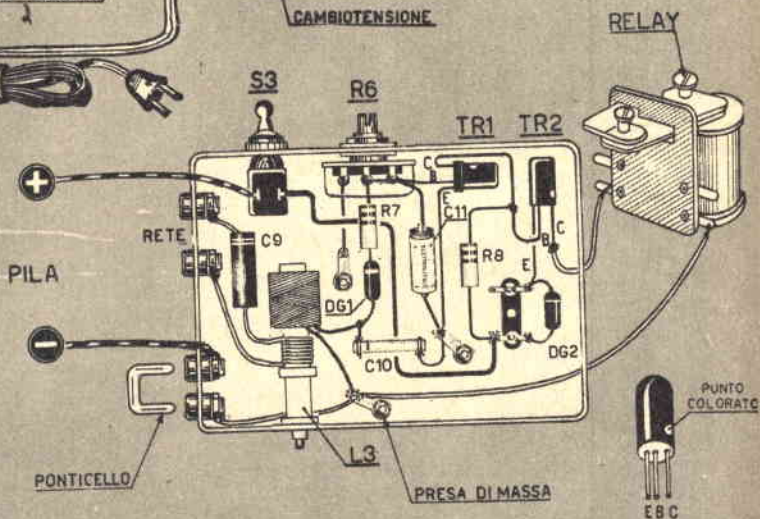 2
CAMBIOTENSIONE
RELAY
S3
R6
TR1
TR2
C
B
E
+
R7
C11
B
C
RETE
C9
R8
E
PILA
DG1
−
C10
DG2
PUNTO
COLORATO
L3
PONTICELLO
PRESA DI MASSA
E B C